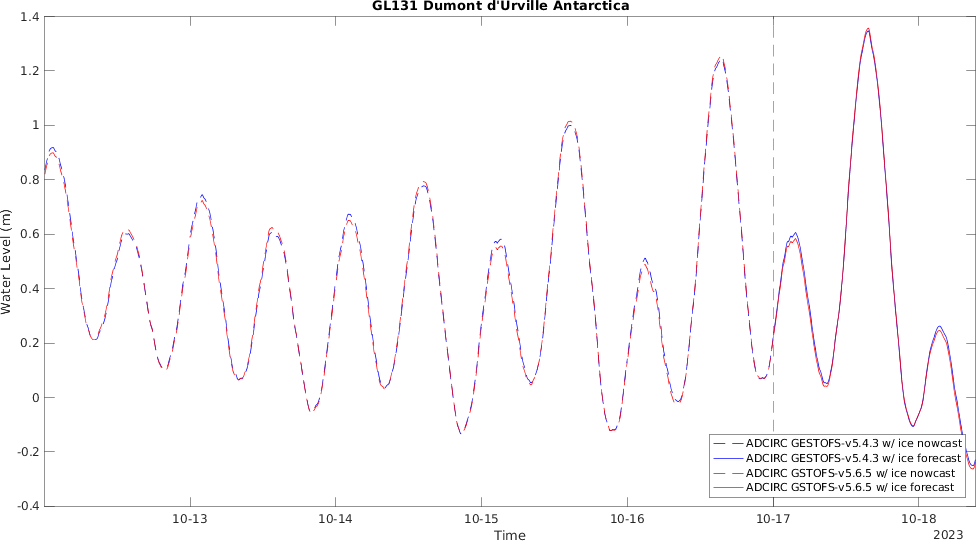 GL131 Dumont d'Urville Antarctica
1.4
1.2
1
0.8
0.6
0.4
0.2
0
-0.2
-0.4
Water Level (m)
10-13 10-14 10-15 10-16 10-17 10-18
Time
2023
ADCIRC GESTOFS-v5.4.3 w/ ice nowcast
ADCIRC GESTOFS-v5.4.3 w/ ice forecast
ADCIRC GSTOFS-v5.6.5 w/ ice nowcast
ADCIRC GSTOFS-v5.6.5 w/ ice forecast